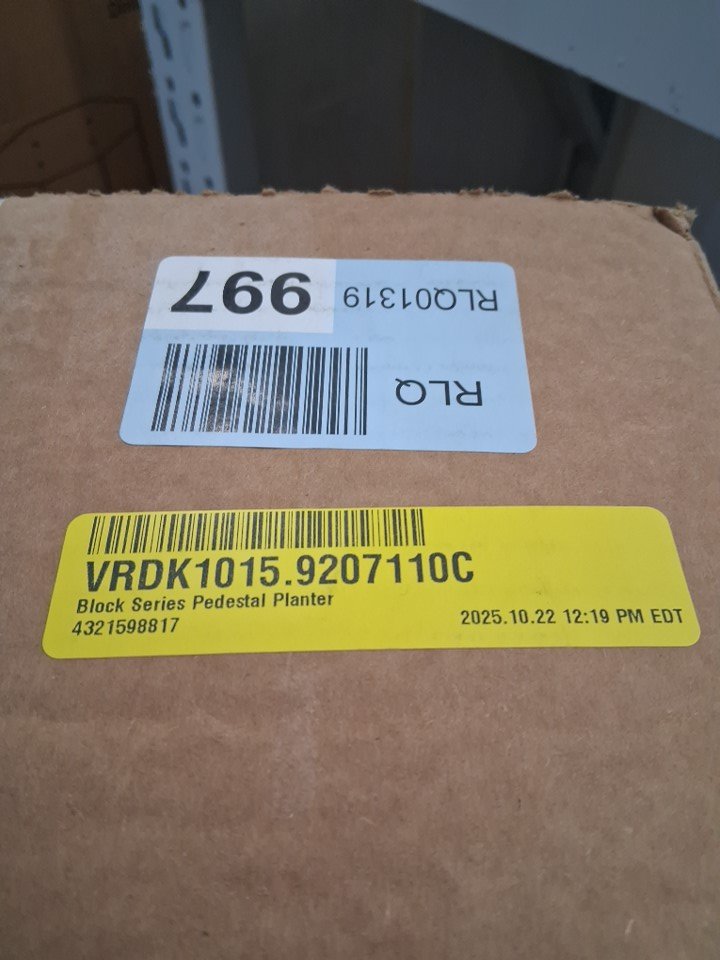 RLQ
RLQ01319 997
VRDK1015.9207110C
Block Series Pedestal Planter
4321598817 2025.10.22 12:19 PM EDT